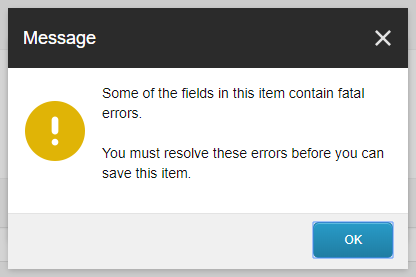 Message
Some of the fields in this item contain fatal
errors.
You must resolve these errors before you can
save this item.
OK